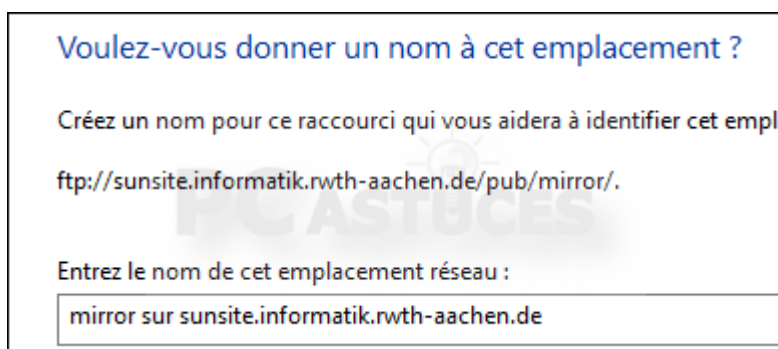 Voulez-vous donner un nom à cet emplacement ?
Créez un nom pour ce raccourci qui vous aidera à identifier cet empl
ftp://sunsite.informatik.rwth-aachen.de/pub/mirror/.
PC ASTUCES
Entrez le nom de cet emplacement réseau :
mirror sur sunsite.informatik.rwth-aachen.de